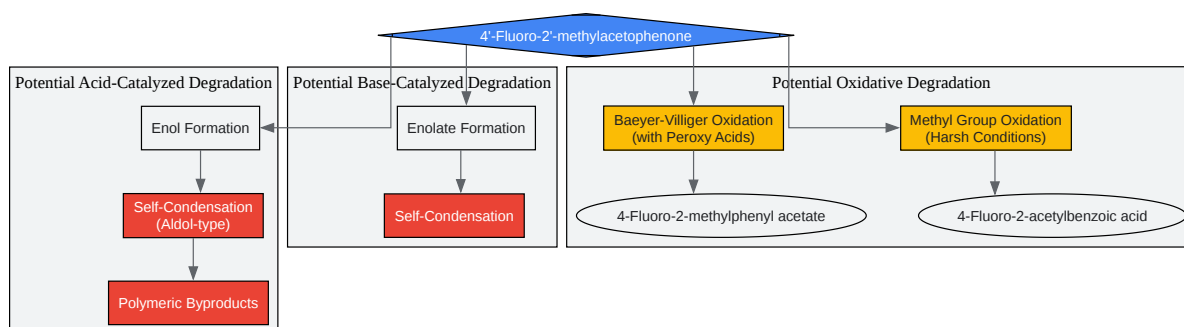 4'-Fluoro-2'-methylacetophenone
Potential Acid-Catalyzed Degradation
Enol Formation
Self-Condensation
(Aldol-type)
Polymeric Byproducts
Potential Base-Catalyzed Degradation
Enolate Formation
Self-Condensation
Potential Oxidative Degradation
Baeyer-Villiger Oxidation
(with Peroxy Acids)
4-Fluoro-2-methylphenyl acetate
Methyl Group Oxidation
(Harsh Conditions)
4-Fluoro-2-acetylbenzoic acid